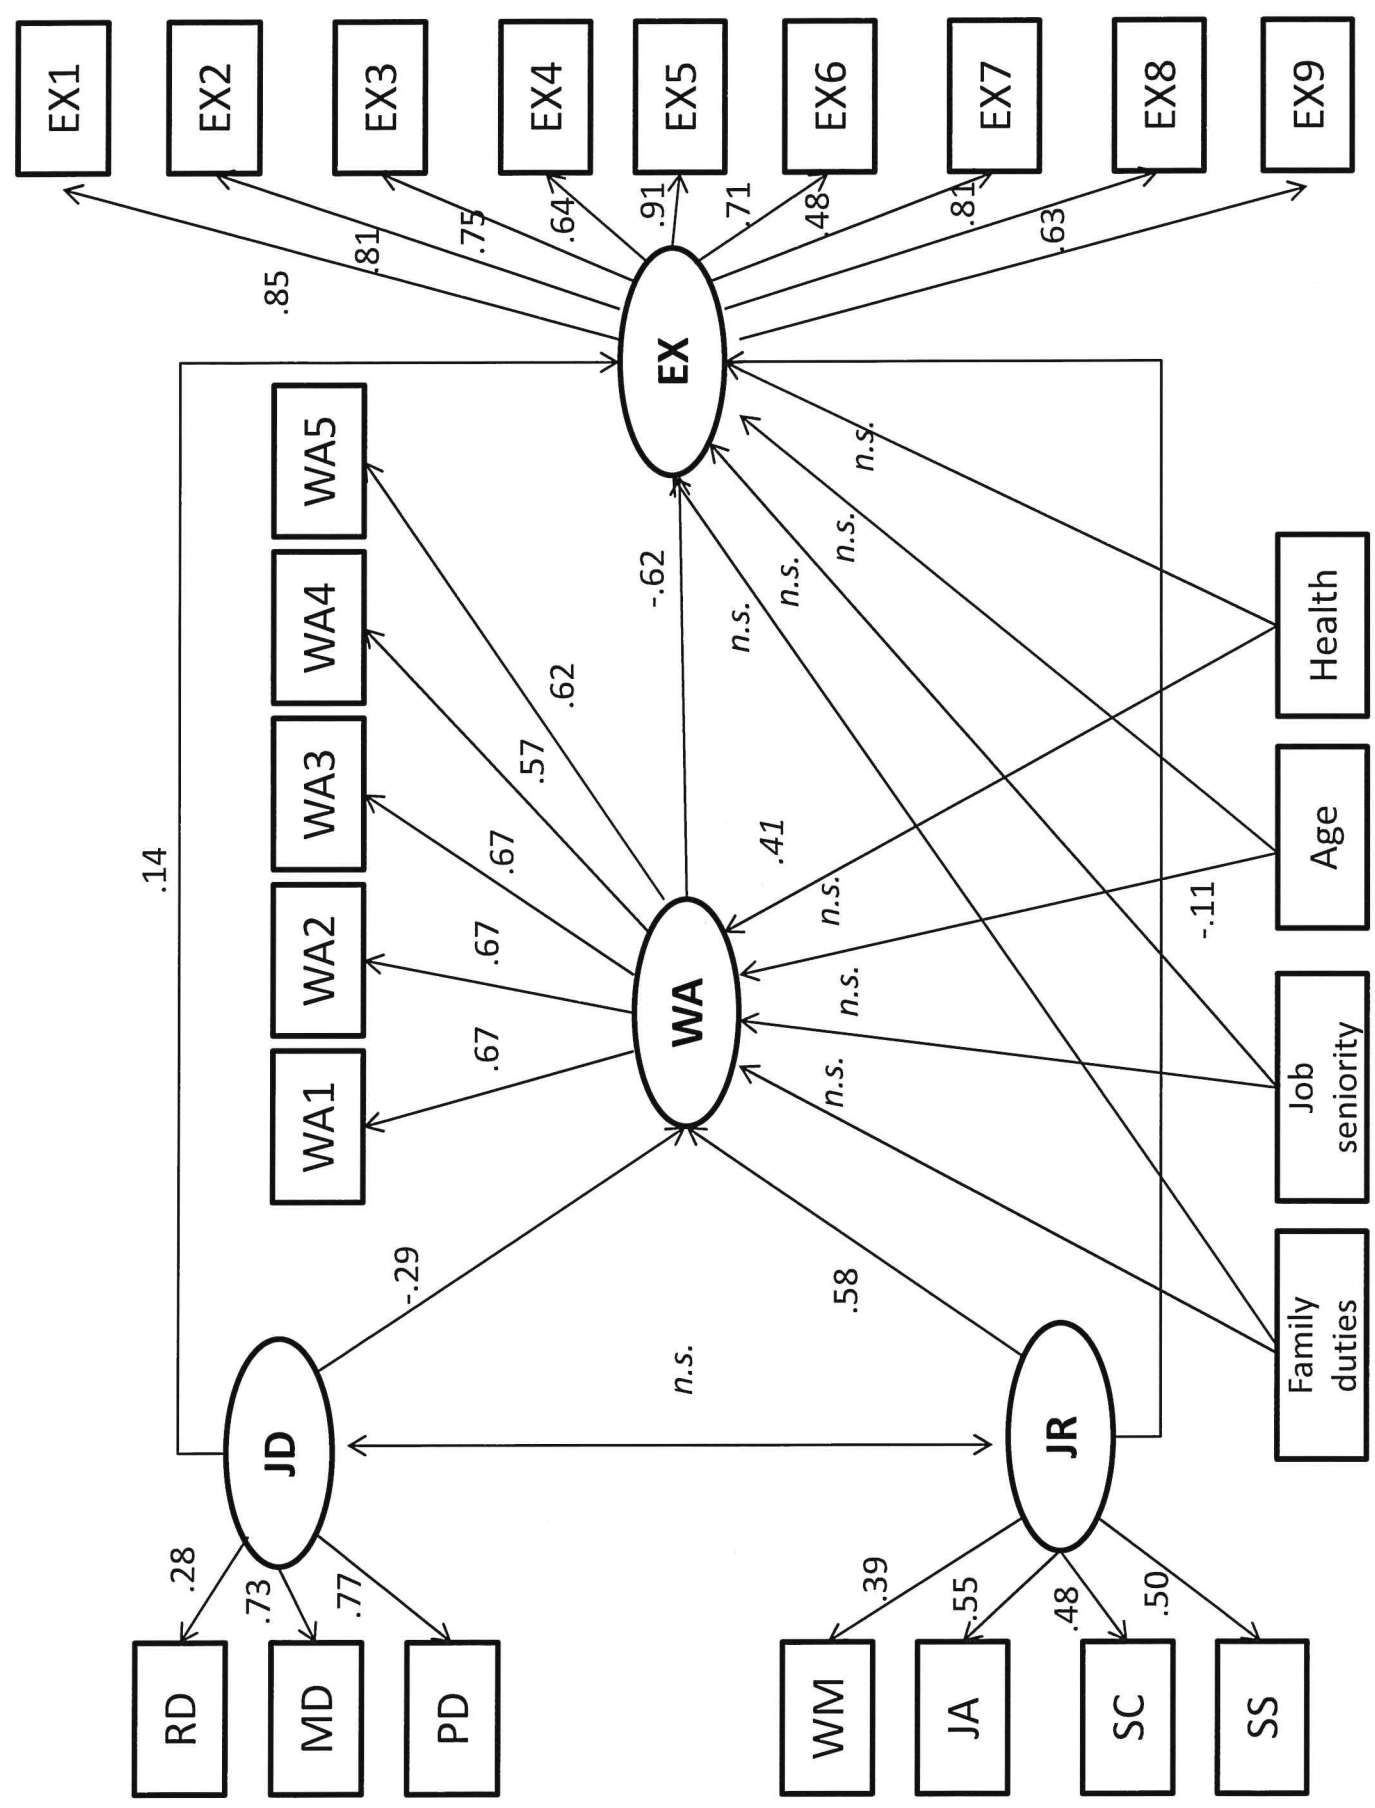 RD
MD
PD
.28
.73
.77
JD
.14
-.29
n.s.
WM
JA
SC
SS
.39
.55
.48
.50
JR
.58
-.11
WA1
WA2
WA3
WA4
WA5
.67
.67
.67
.57
.62
WA
-.62
.41
n.s.
n.s.
n.s.
n.s.
n.s.
n.s.
n.s.
Family
duties
Job
seniority
Age
Health
EX
.85
.81
.75
.64
.91
.71
.48
.81
.63
EX1
EX2
EX3
EX4
EX5
EX6
EX7
EX8
EX9